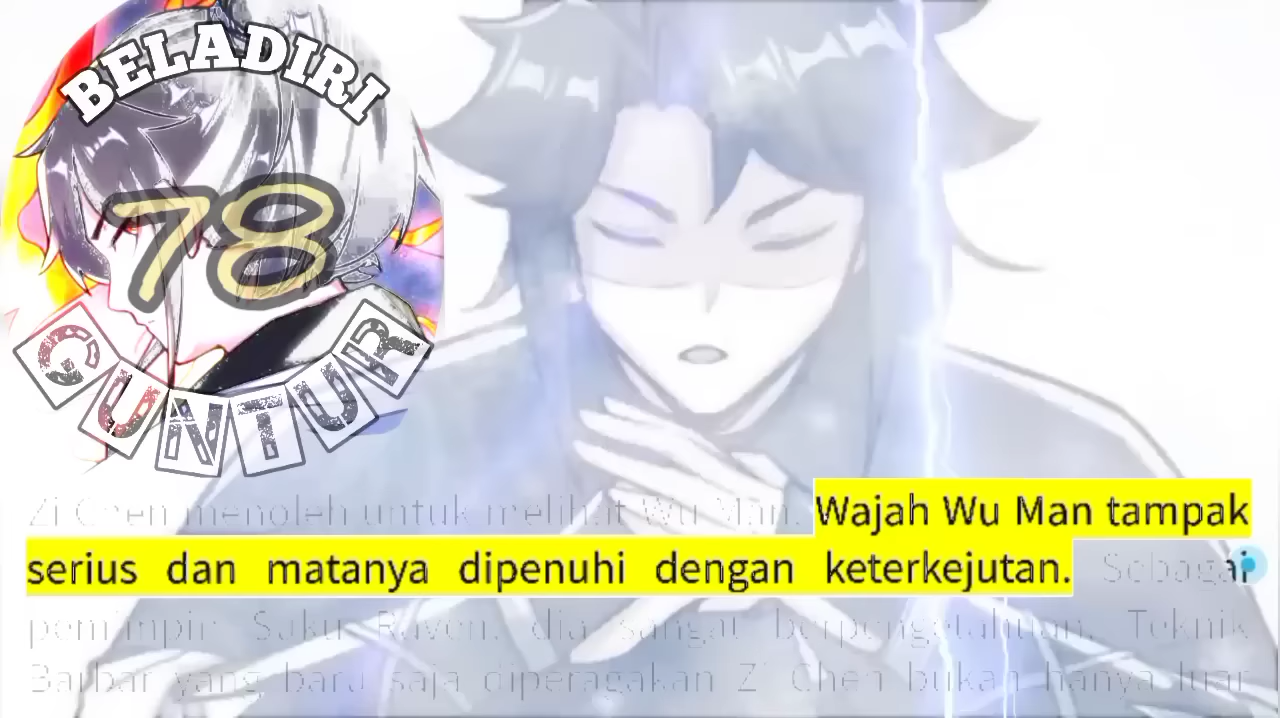 BELADIRI
78
GUNTUR
Zi Chen menoleh untuk melihat Wu Man. Wajah Wu Man tampak
serius dan matanya dipenuhi dengan keterkejutan. Sebagai
pemimpin Suku Raven, dia sangat berpengetahuan. Teknik
Barbar yang baru saja diperagakan Zi Chen bukan hanya luar